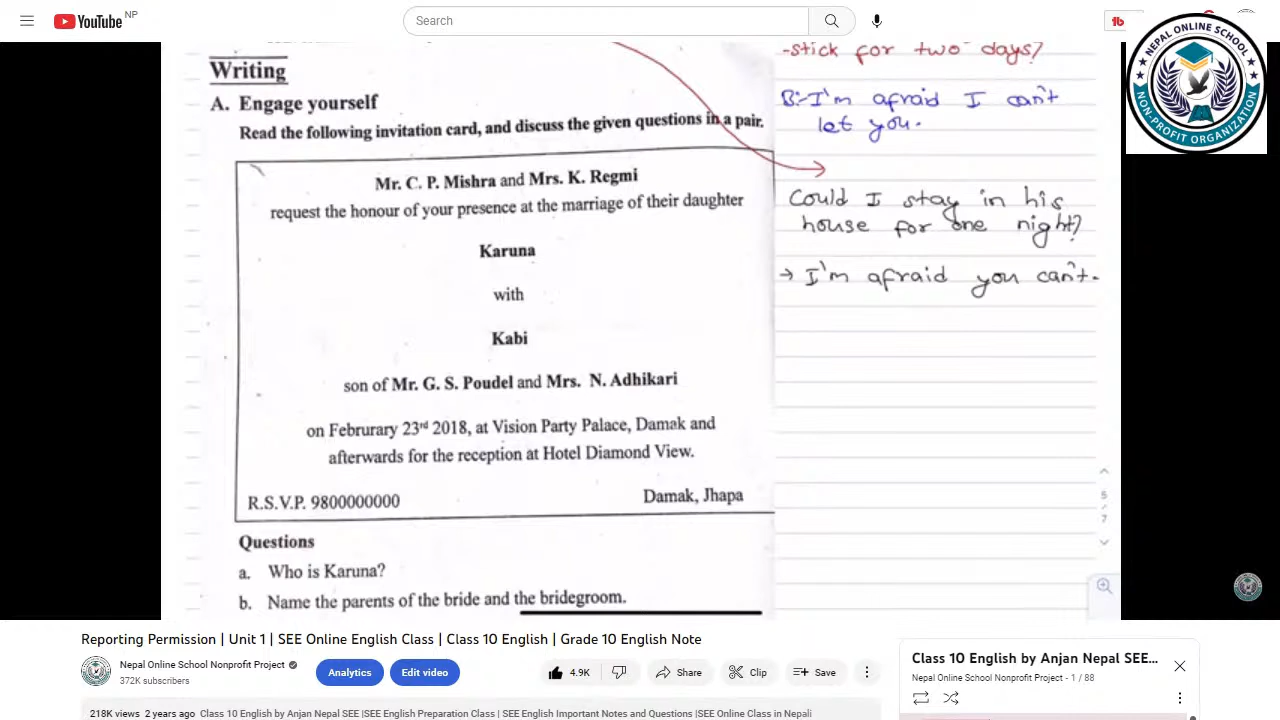 NP
YouTube
Search
NEPAL ONLINE SCHOOL
NON-PROFIT ORGANIZATION
Writing
A. Engage yourself
Read the following invitation card, and discuss the given questions in a pair.
Mr. C. P. Mishra and Mrs. K. Regmi
request the honour of your presence at the marriage of their daughter
Karuna
with
Kabi
son of Mr. G. S. Poudel and Mrs. N. Adhikari
on Februrary 23rd 2018, at Vision Party Palace, Damak and
afterwards for the reception at Hotel Diamond View.
R.S.V.P. 9800000000
Damak, Jhapa
Questions
a. Who is Karuna?
b. Name the parents of the bride and the bridegroom.
-stick for two days?
B:- I'm afraid I can't
let you.
Could I stay in his
house for one night?
→ I'm afraid you can't.
5
/
7
Reporting Permission | Unit 1 | SEE Online English Class | Class 10 English | Grade 10 English Note
Nepal Online School Nonprofit Project
372K subscribers
Analytics
Edit video
4.9K
Share
Clip
Save
218K views 2 years ago Class 10 English by Anjan Nepal SEE |SEE English Preparation Class | SEE English Important Notes and Questions |SEE Online Class in Nepali
Class 10 English by Anjan Nepal SEE...
Nepal Online School Nonprofit Project - 1 / 88